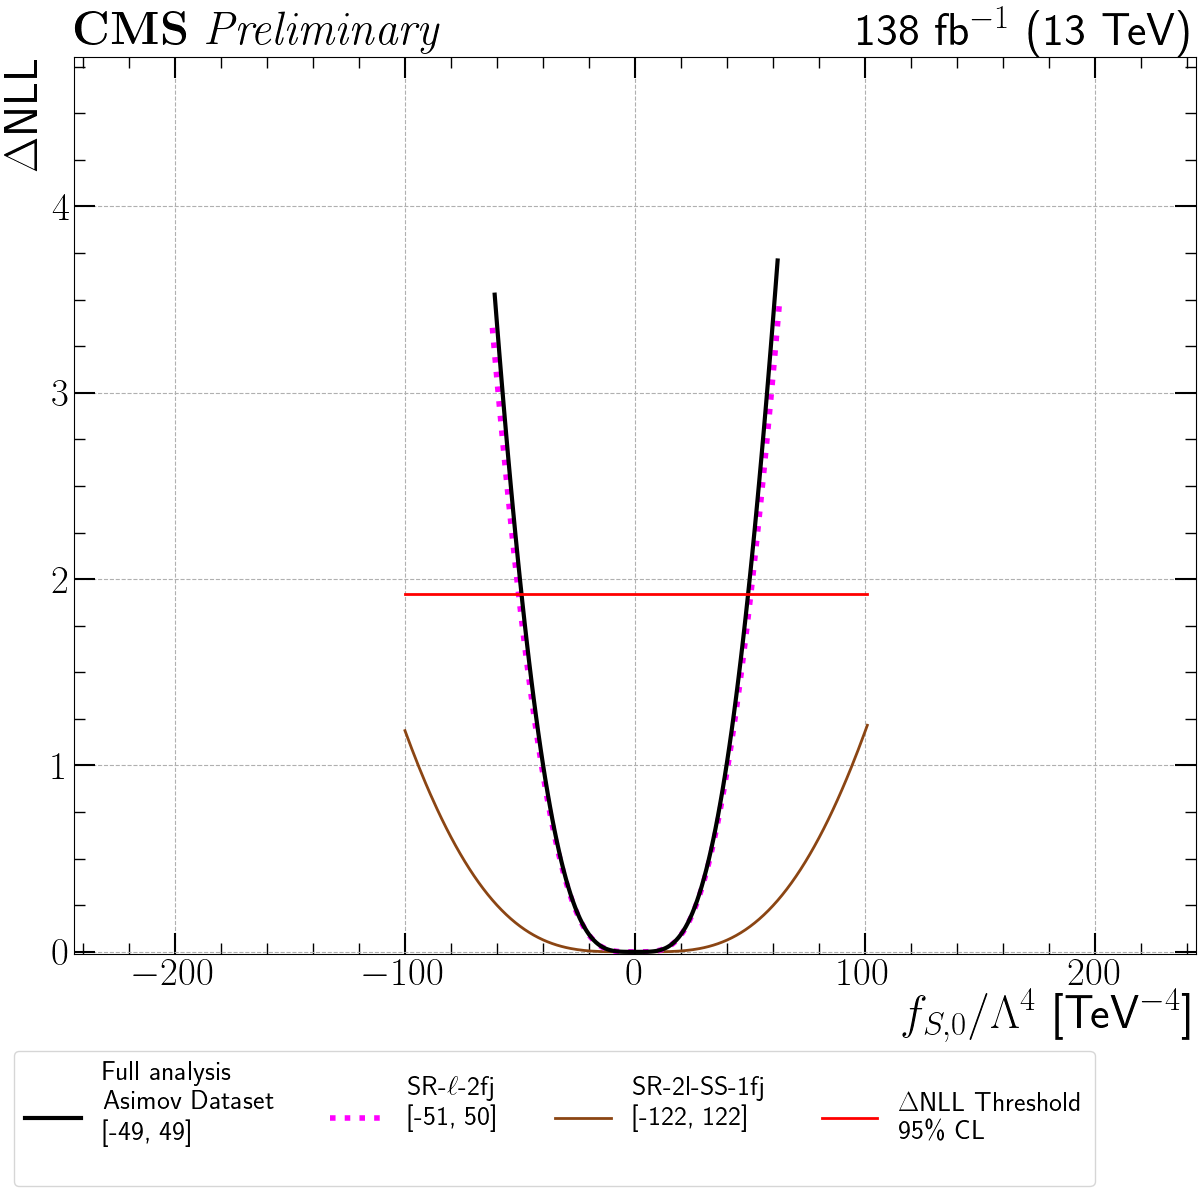 CMS Preliminary
138 fb⁻¹ (13 TeV)
ΔNLL
4
3
2
1
0
−200 −100 0 100 200
f_{S,0}/Λ⁴ [TeV⁻⁴]
Full analysis
Asimov Dataset
[-49, 49]
SR-ℓ-2fj
[-51, 50]
SR-2l-SS-1fj
[-122, 122]
ΔNLL Threshold
95% CL